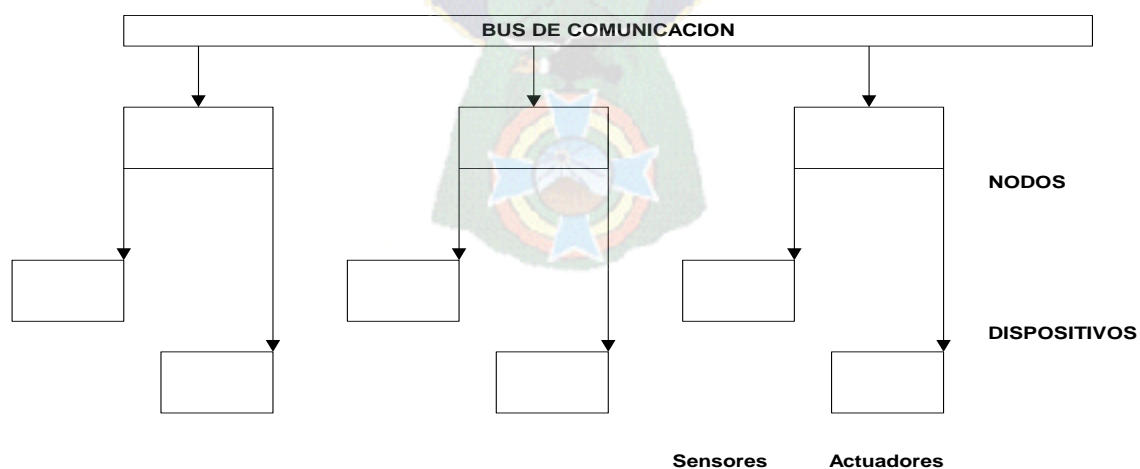 BUS DE COMUNICACION
NODOS
DISPOSITIVOS
Sensores Actuadores